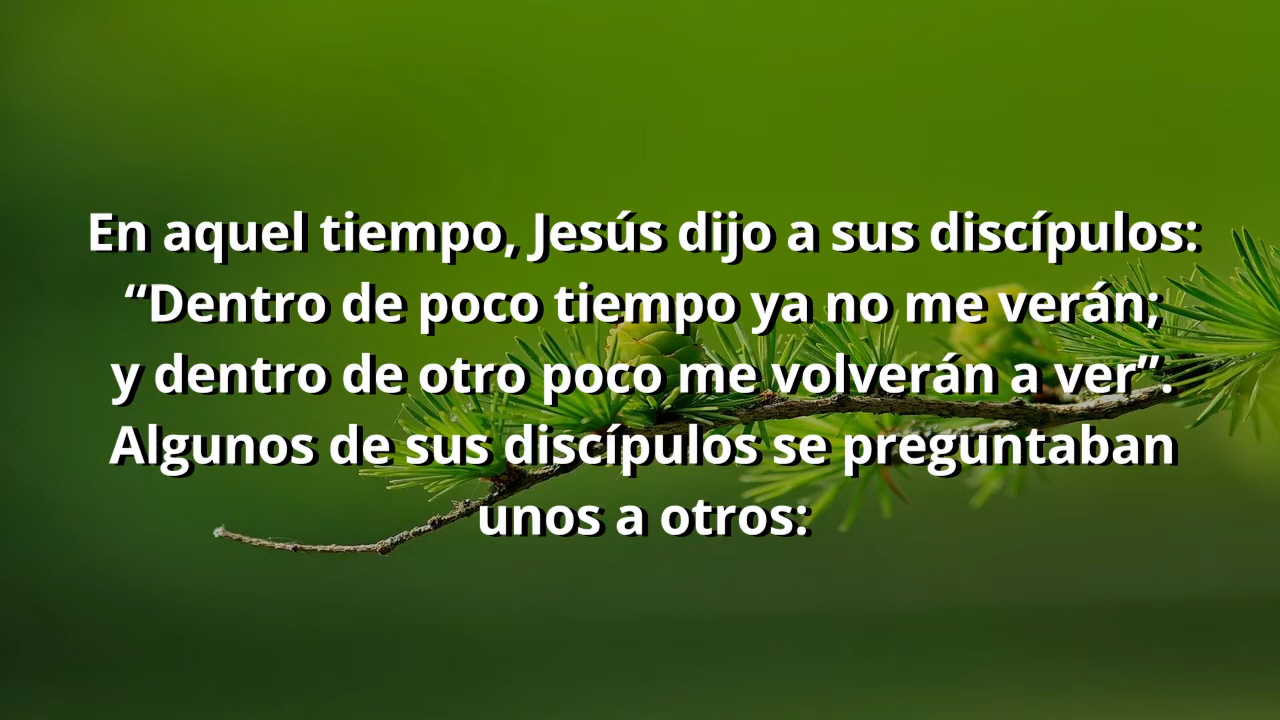 En aquel tiempo, Jesús dijo a sus discípulos:
“Dentro de poco tiempo ya no me verán;
y dentro de otro poco me volverán a ver”.
Algunos de sus discípulos se preguntaban
unos a otros: